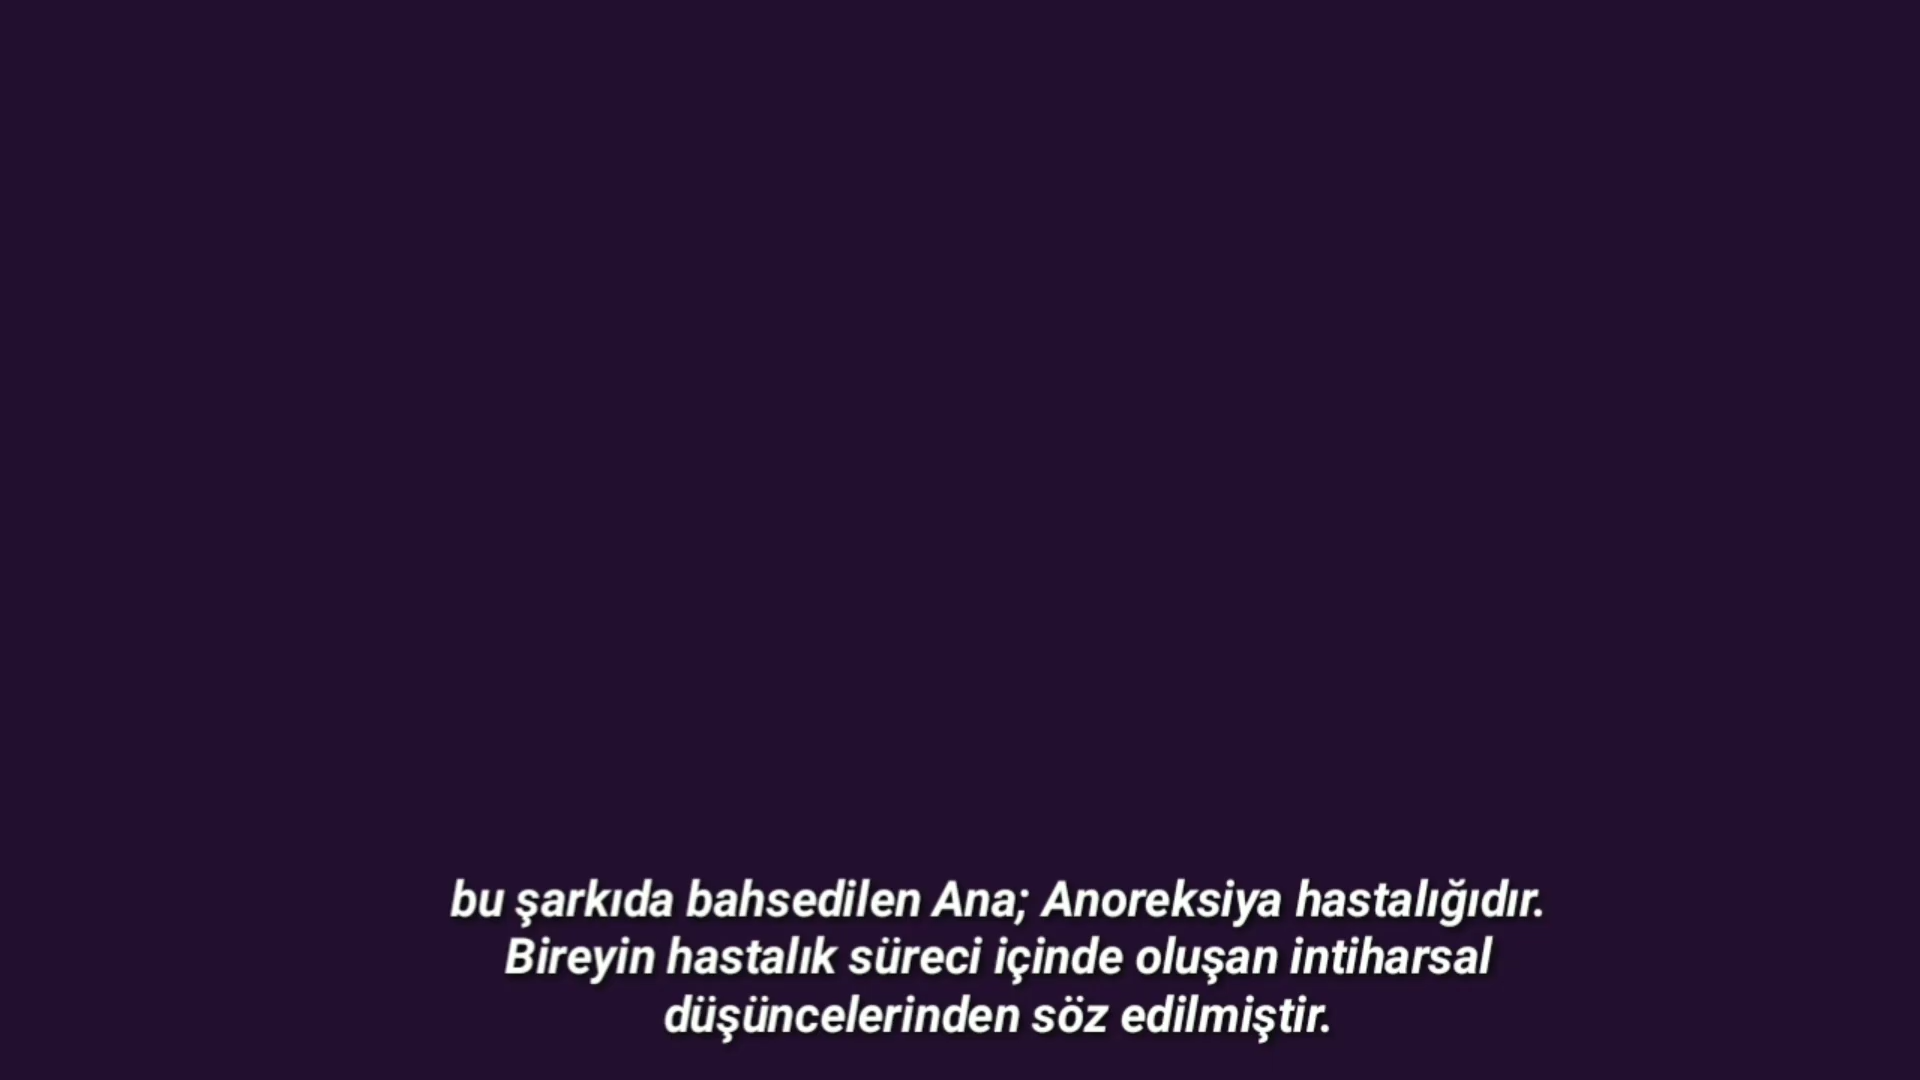 bu şarkıda bahsedilen Ana; Anoreksiya hastalığıdır.
Bireyin hastalık süreci içinde oluşan intiharsal
düşüncelerinden söz edilmiştir.